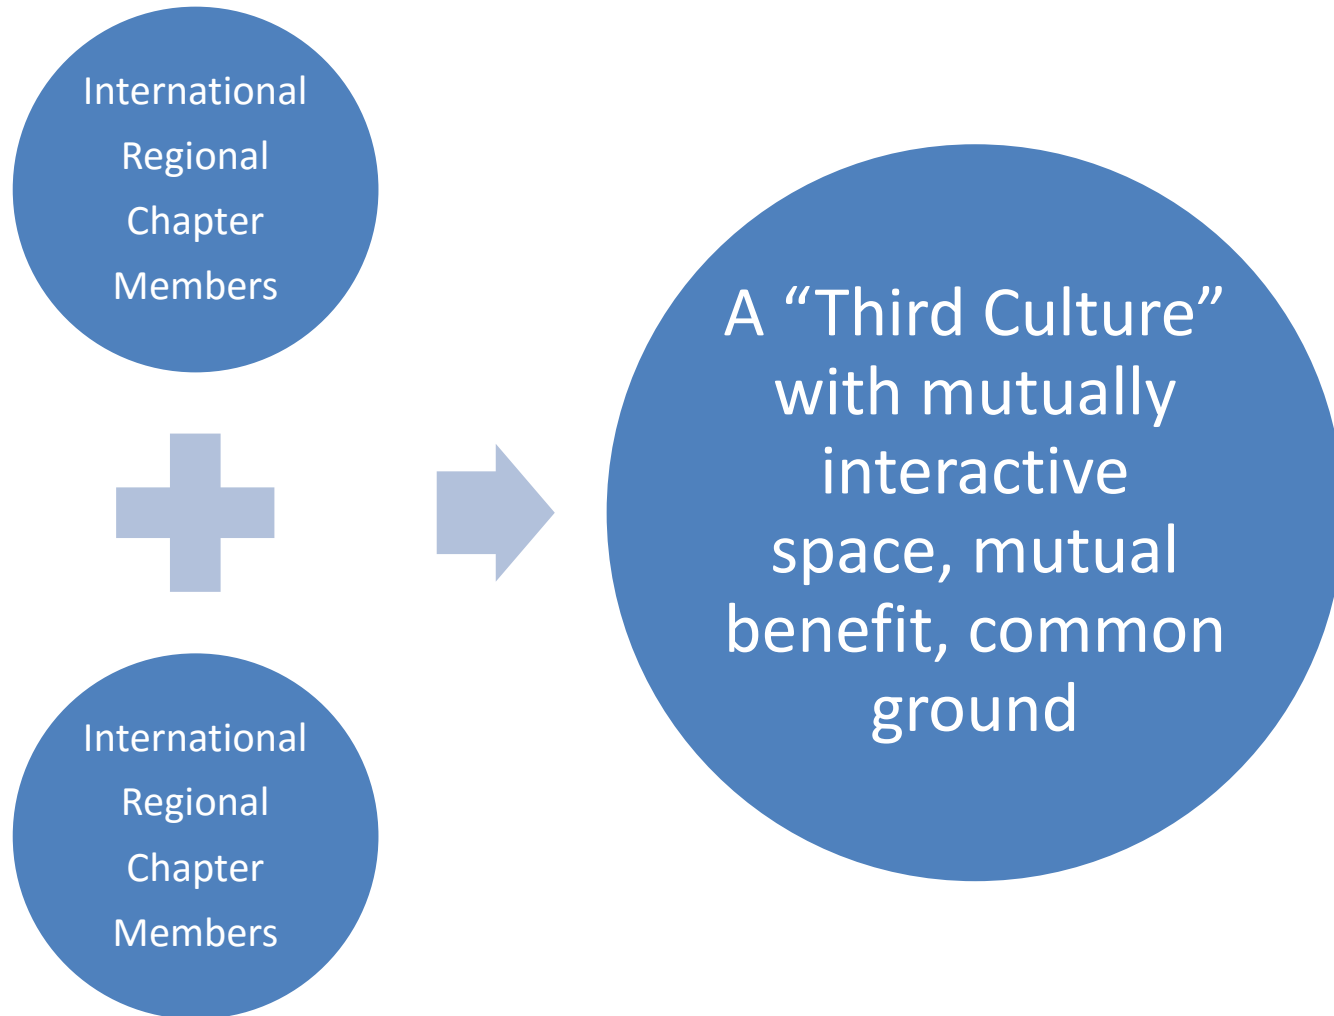 International
Regional
Chapter
Members
International
Regional
Chapter
Members
A “Third Culture”
with mutually
interactive
space, mutual
benefit, common
ground